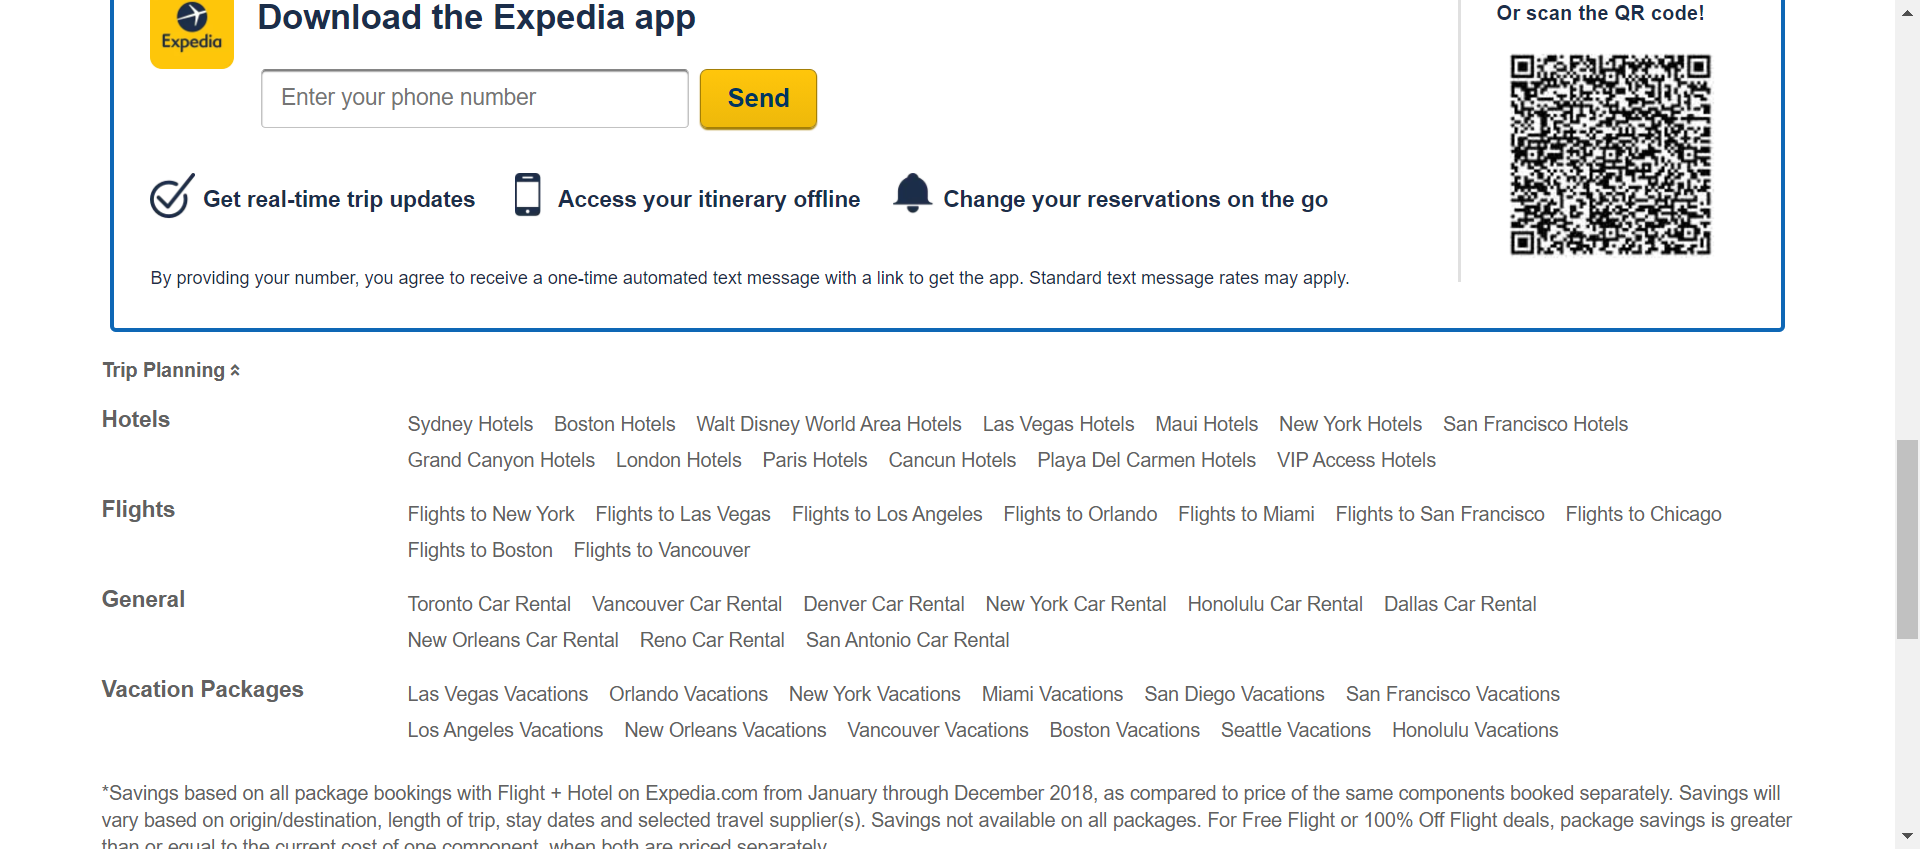 Expedia
Download the Expedia app
Or scan the QR code!
Enter your phone number
Send
Get real-time trip updates
Access your itinerary offline
Change your reservations on the go
By providing your number, you agree to receive a one-time automated text message with a link to get the app. Standard text message rates may apply.
Trip Planning
Hotels
Sydney Hotels Boston Hotels Walt Disney World Area Hotels Las Vegas Hotels Maui Hotels New York Hotels San Francisco Hotels
Grand Canyon Hotels London Hotels Paris Hotels Cancun Hotels Playa Del Carmen Hotels VIP Access Hotels
Flights
Flights to New York Flights to Las Vegas Flights to Los Angeles Flights to Orlando Flights to Miami Flights to San Francisco Flights to Chicago
Flights to Boston Flights to Vancouver
General
Toronto Car Rental Vancouver Car Rental Denver Car Rental New York Car Rental Honolulu Car Rental Dallas Car Rental
New Orleans Car Rental Reno Car Rental San Antonio Car Rental
Vacation Packages
Las Vegas Vacations Orlando Vacations New York Vacations Miami Vacations San Diego Vacations San Francisco Vacations
Los Angeles Vacations New Orleans Vacations Vancouver Vacations Boston Vacations Seattle Vacations Honolulu Vacations
*Savings based on all package bookings with Flight + Hotel on Expedia.com from January through December 2018, as compared to price of the same components booked separately. Savings will
vary based on origin/destination, length of trip, stay dates and selected travel supplier(s). Savings not available on all packages. For Free Flight or 100% Off Flight deals, package savings is greater
than or equal to the current cost of one component, when both are priced separately.